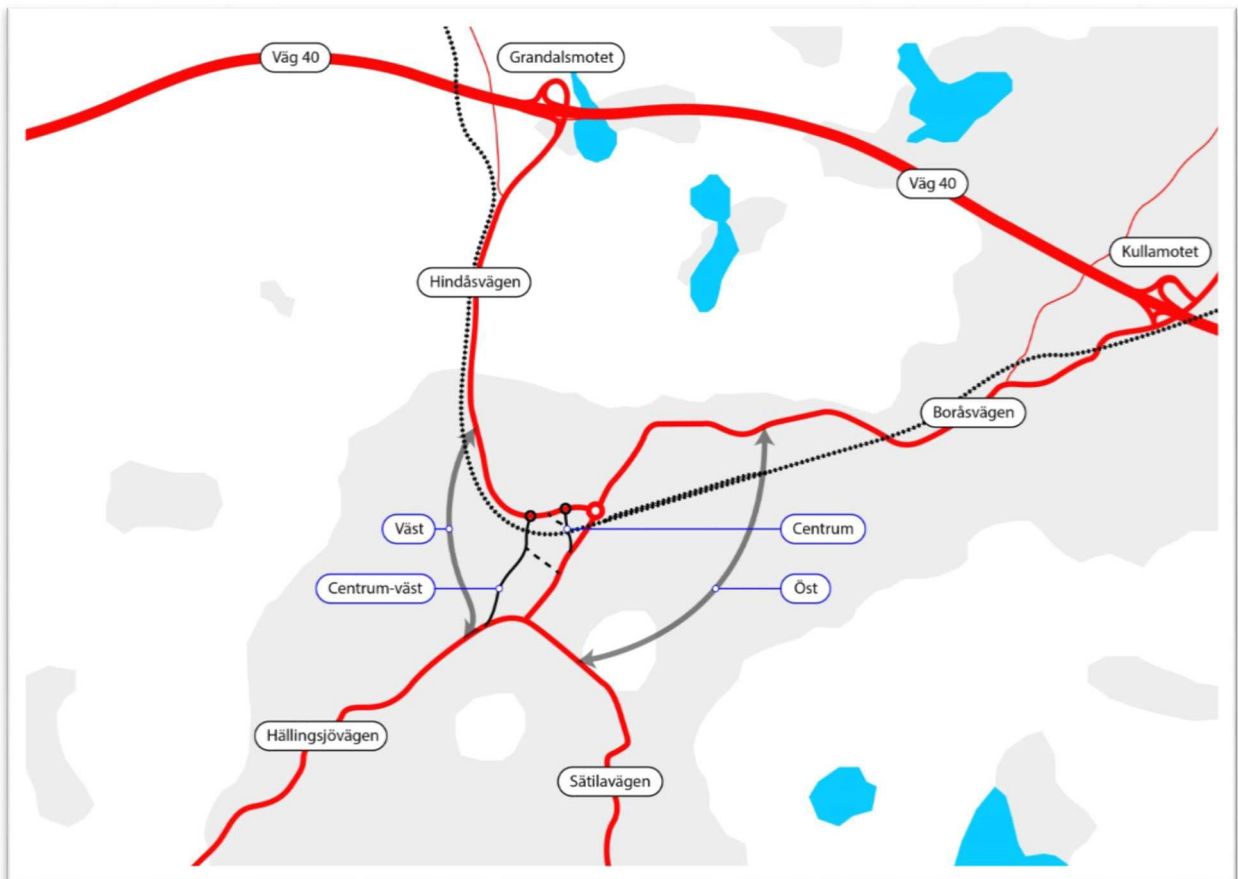 Väg 40
Grandalsmotet
Väg 40
Kullamotet
Hindåsvägen
Boråsvägen
Väst
Centrum
Centrum-väst
Öst
Hällingsjövägen
Sätilavägen